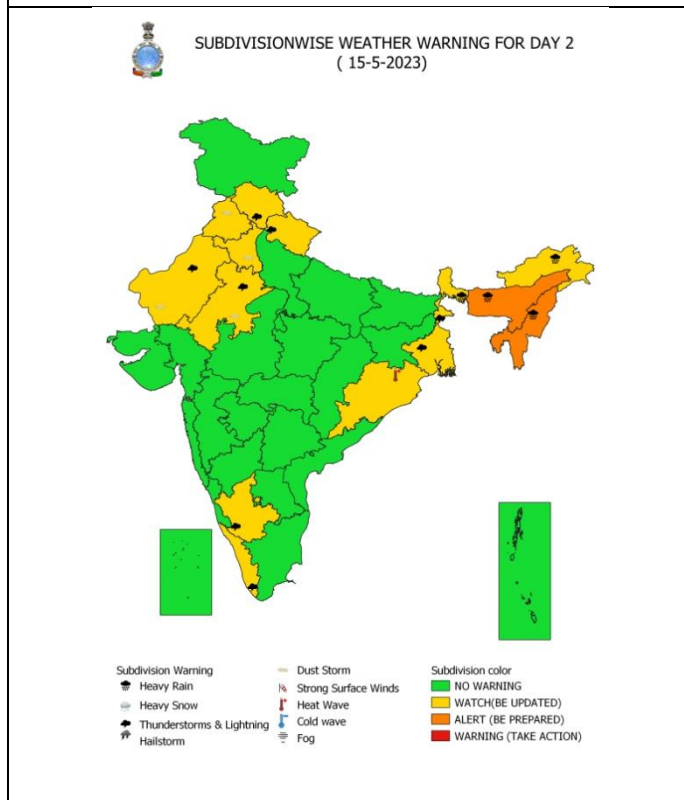 SUBDIVISIONWISE WEATHER WARNING FOR DAY 2
( 15-5-2023)
Subdivision Warning
Heavy Rain
Heavy Snow
Thunderstorms & Lightning
Hailstorm
Dust Storm
Strong Surface Winds
Heat Wave
Cold wave
Fog
Subdivision color
NO WARNING
WATCH(BE UPDATED)
ALERT (BE PREPARED)
WARNING (TAKE ACTION)